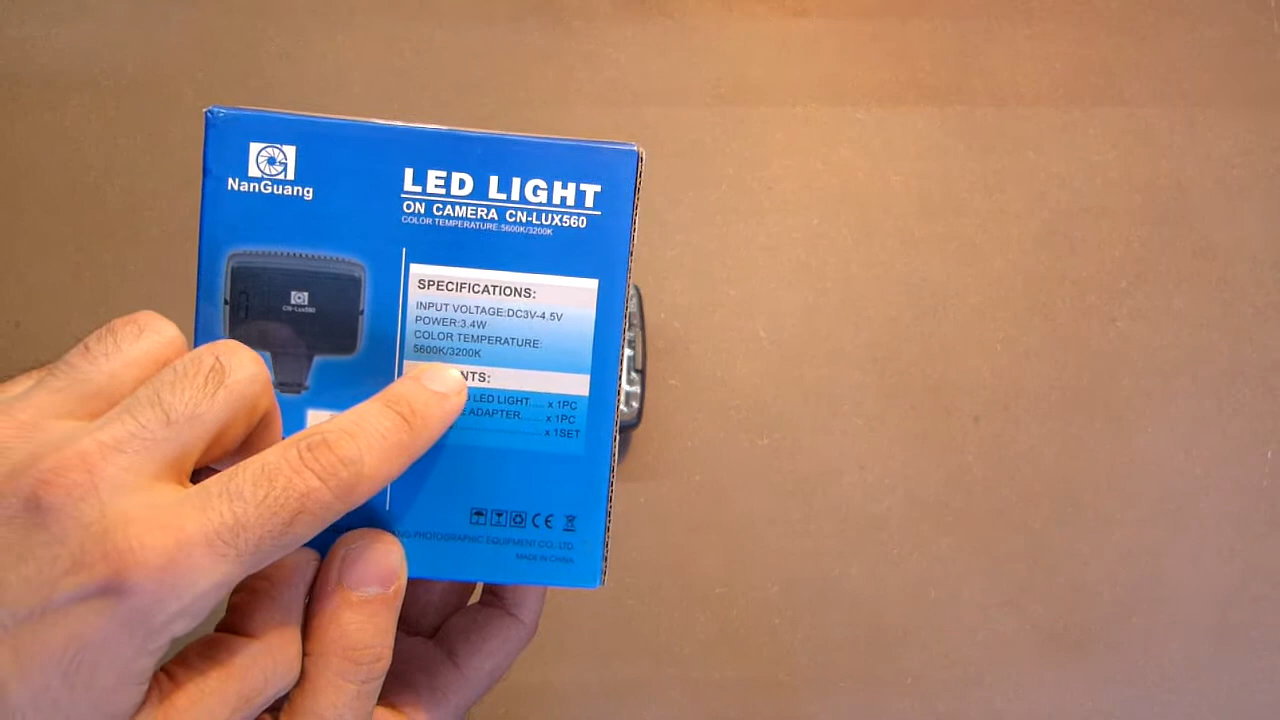 NanGuang
LED LIGHT
ON CAMERA CN-LUX560
COLOR TEMPERATURE:5600K/3200K
CN-Lux560
SPECIFICATIONS:
INPUT VOLTAGE:DC3V-4.5V
POWER:3.4W
COLOR TEMPERATURE:
5600K/3200K
NTS:
LED LIGHT.... x 1PC
ADAPTER...... x 1PC
x 1SET
CE
PHOTOGRAPHIC EQUIPMENT CO., LTD.
MADE IN CHINA